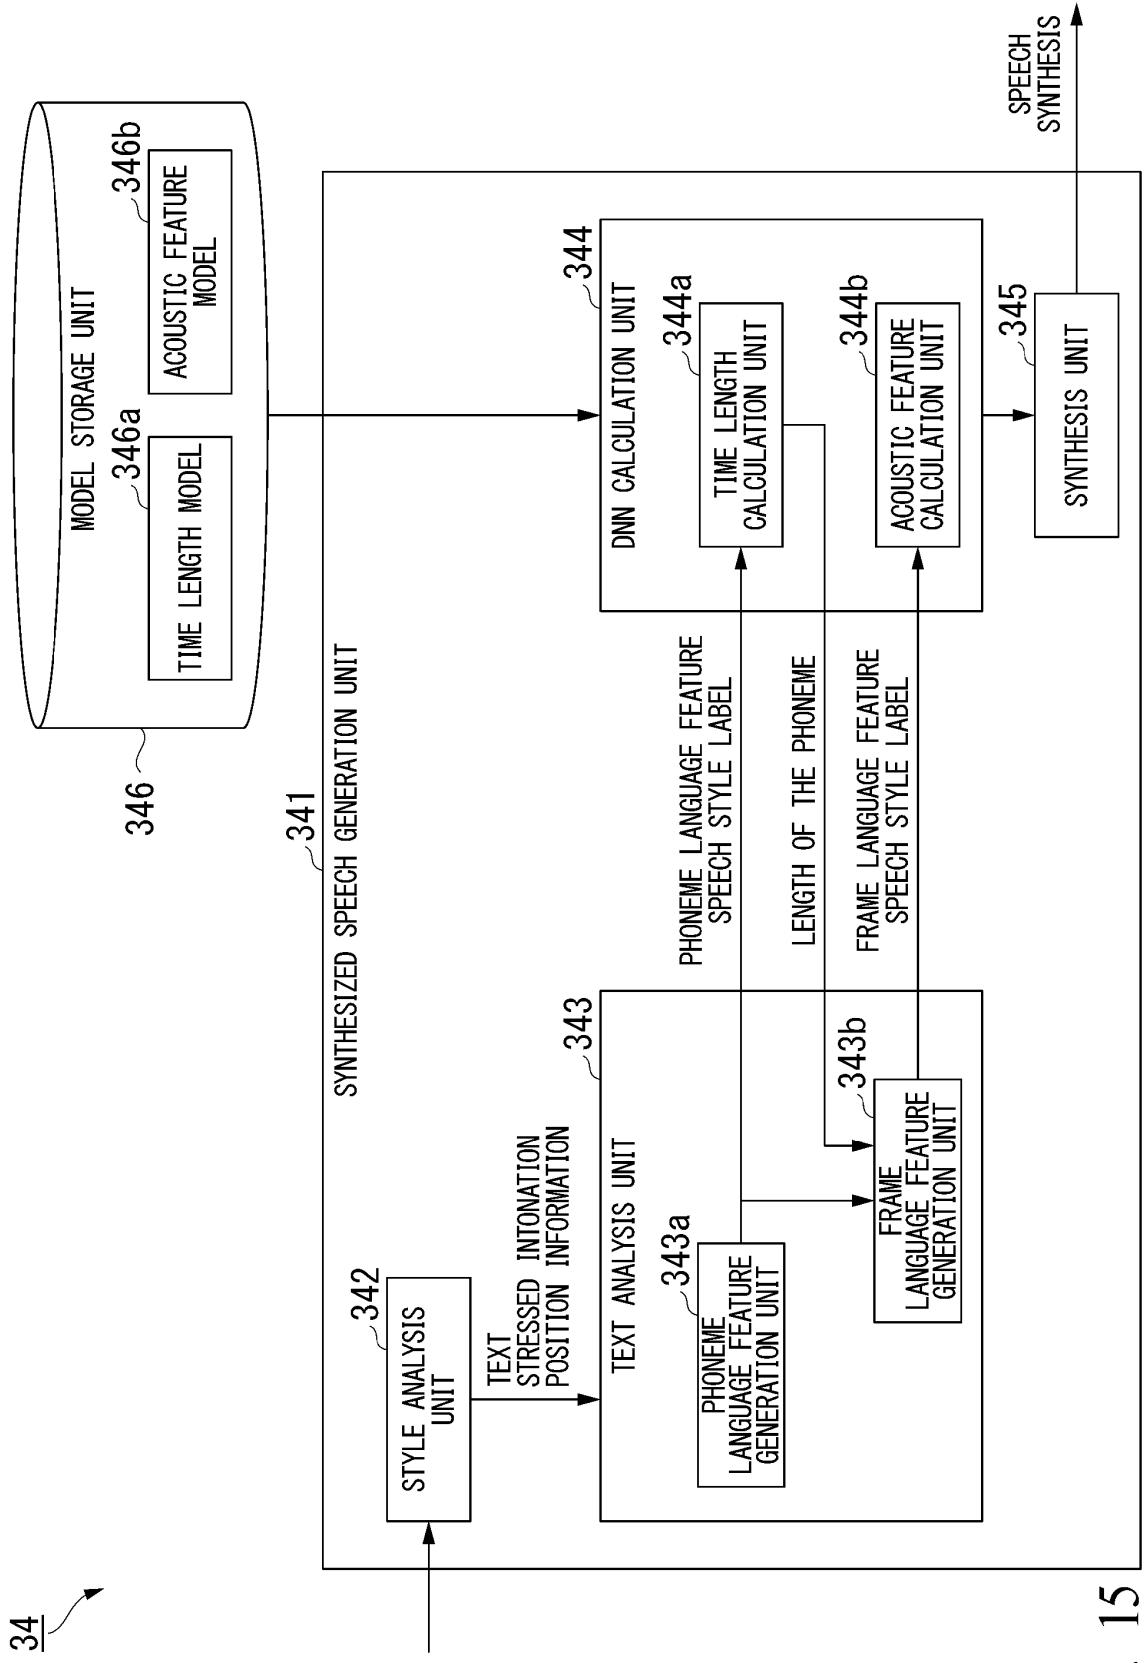 34
346
MODEL STORAGE UNIT
346a
TIME LENGTH MODEL
346b
ACOUSTIC FEATURE
MODEL
341
SYNTHESIZED SPEECH GENERATION UNIT
342
STYLE ANALYSIS
UNIT
TEXT
STRESSED INTONATION
POSITION INFORMATION
343
TEXT ANALYSIS UNIT
343a
PHONEME
LANGUAGE FEATURE
GENERATION UNIT
343b
FRAME
LANGUAGE FEATURE
GENERATION UNIT
PHONEME LANGUAGE FEATURE
SPEECH STYLE LABEL
LENGTH OF THE PHONEME
FRAME LANGUAGE FEATURE
SPEECH STYLE LABEL
344
DNN CALCULATION UNIT
344a
TIME LENGTH
CALCULATION UNIT
344b
ACOUSTIC FEATURE
CALCULATION UNIT
345
SYNTHESIS UNIT
SPEECH
SYNTHESIS
15